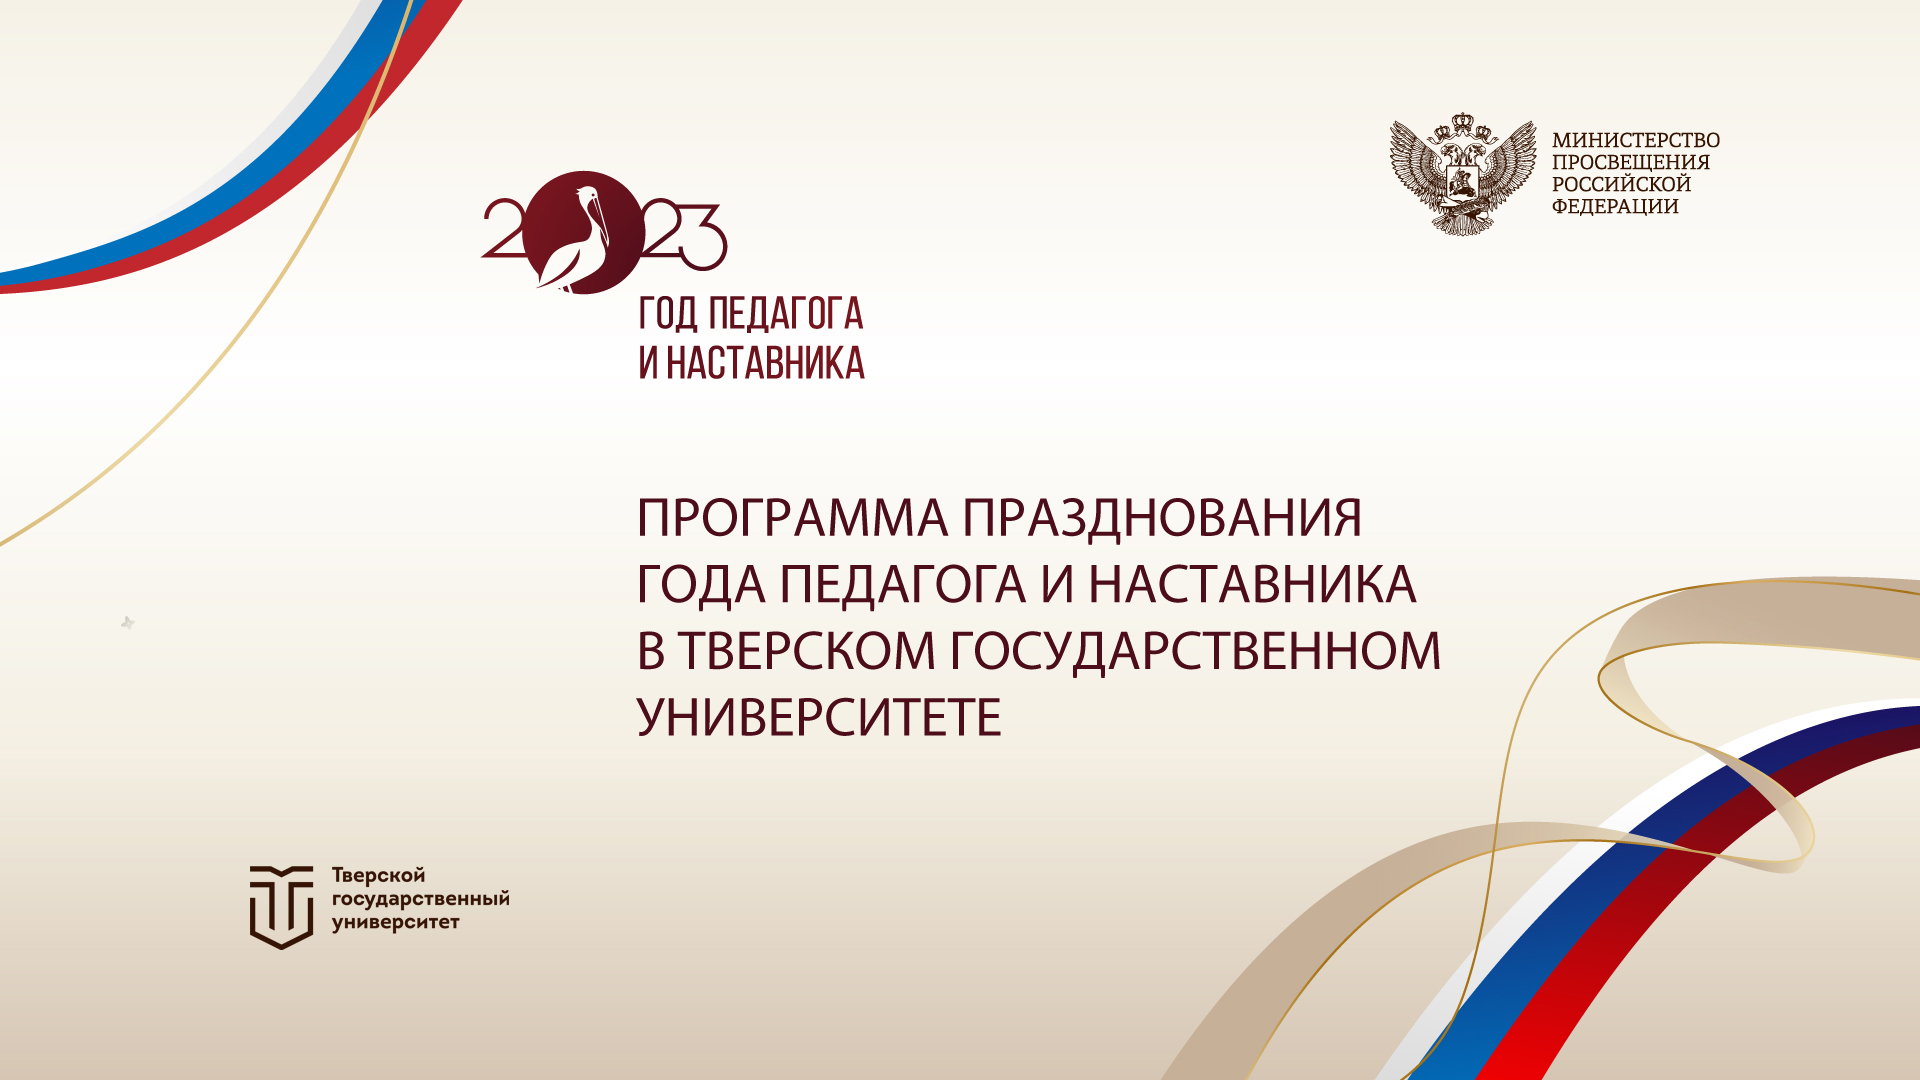 МИНИСТЕРСТВО
ПРОСВЕЩЕНИЯ
РОССИЙСКОЙ
ФЕДЕРАЦИИ
2023
ГОД ПЕДАГОГА
И НАСТАВНИКА
ПРОГРАММА ПРАЗДНОВАНИЯ
ГОДА ПЕДАГОГА И НАСТАВНИКА
В ТВЕРСКОМ ГОСУДАРСТВЕННОМ
УНИВЕРСИТЕТЕ
Тверской
государственный
университет